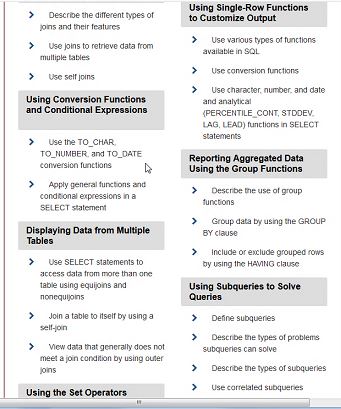 Describe the different types of
joins and their features
Use joins to retrieve data from
multiple tables
Use self joins
Using Conversion Functions
and Conditional Expressions
Use the TO_CHAR,
TO_NUMBER, and TO_DATE
conversion functions
Apply general functions and
conditional expressions in a
SELECT statement
Displaying Data from Multiple
Tables
Use SELECT statements to
access data from more than one
table using equijoins and
nonequijoins
Join a table to itself by using a
self-join
View data that generally does not
meet a join condition by using outer
joins
Using the Set Operators
Using Single-Row Functions
to Customize Output
Use various types of functions
available in SQL
Use conversion functions
Use character, number, and date
and analytical
(PERCENTILE_CONT, STDDEV,
LAG, LEAD) functions in SELECT
statements
Reporting Aggregated Data
Using the Group Functions
Describe the use of group
functions
Group data by using the GROUP
BY clause
Include or exclude grouped rows
by using the HAVING clause
Using Subqueries to Solve
Queries
Define subqueries
Describe the types of problems
subqueries can solve
Describe the types of subqueries
Use correlated subqueries